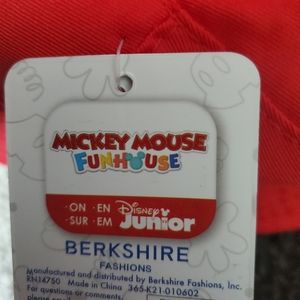 MICKEY MOUSE
FUNHOUSE
·ON·EN
·SUR·EM
Disney
Junior
BERKSHIRE
FASHIONS
Manufactured and distributed by Berkshire Fashions, Inc.
RN14750 Made in China 365-K21-010602
For questions or comments,
please